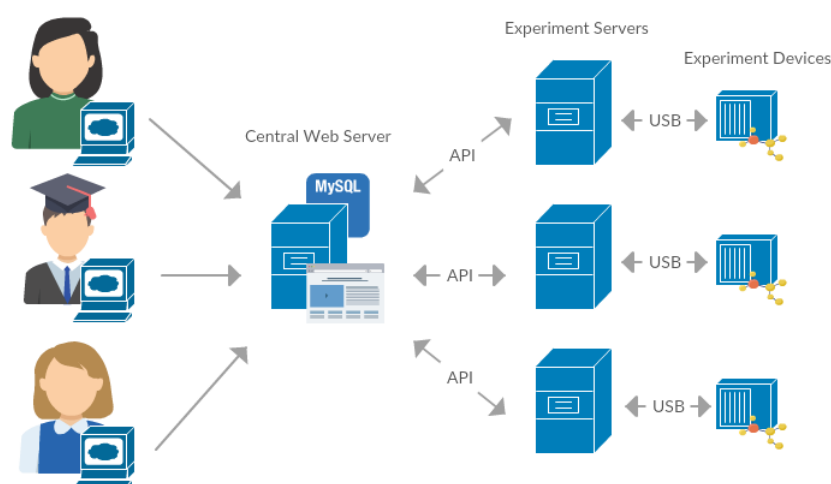 Experiment Servers
Experiment Devices
Central Web Server
MySQL
API
USB
API
USB
API
USB